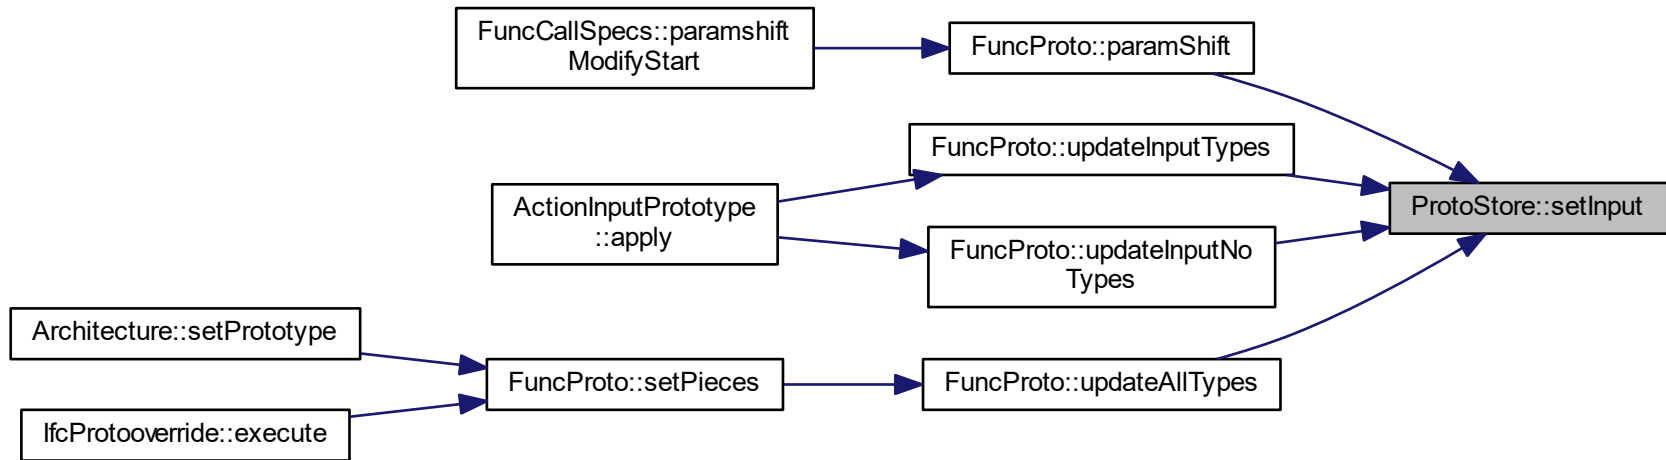 FuncCallSpecs::paramshift
ModifyStart
FuncProto::paramShift
FuncProto::updateInputTypes
ActionInputPrototype
::apply
ProtoStore::setInput
FuncProto::updateInputNo
Types
Architecture::setPrototype
FuncProto::setPieces
FuncProto::updateAllTypes
IfcProtooverride::execute